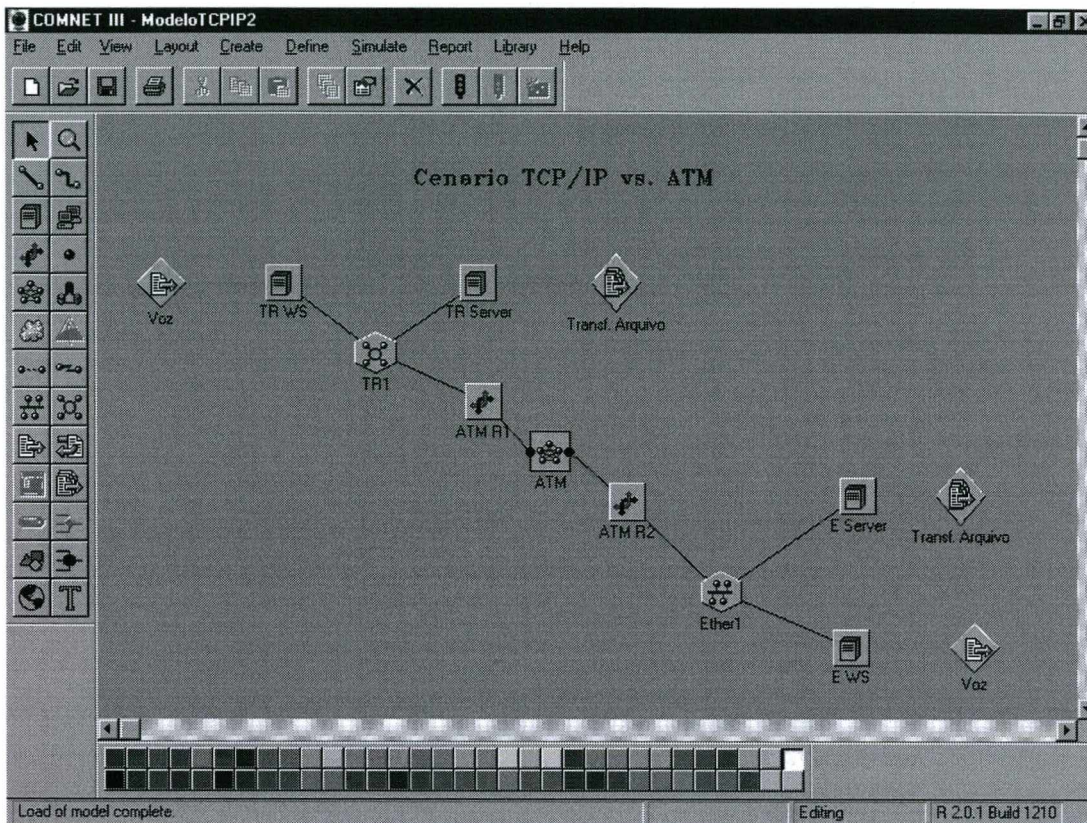 COMNET III - ModeloTCPIP2
File Edit View Layout Create Define Simulate Report Library Help
Cenario TCP/IP vs. ATM
Voz
TR WS
TR Server
Transf. Arquivo
TR1
ATM R1
ATM
ATM R2
E Server
Transf. Arquivo
Ether1
E WS
Voz
Load of model complete.
Editing
R 2.0.1 Build 1210